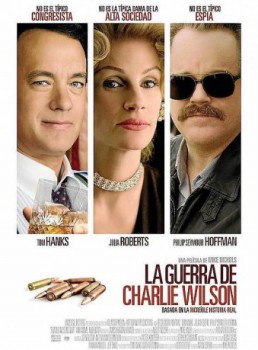 NO ES EL TÍPICO
CONGRESISTA
NO ES LA TÍPICA DAMA DE LA
ALTA SOCIEDAD
NO ES EL TÍPICO
ESPÍA
TOM HANKS
JULIA ROBERTS
PHILIP SEYMOUR HOFFMAN
UNA PELÍCULA DE MIKE NICHOLS
LA GUERRA DE
CHARLIE WILSON
BASADA EN LA INCREÍBLE HISTORIA REAL